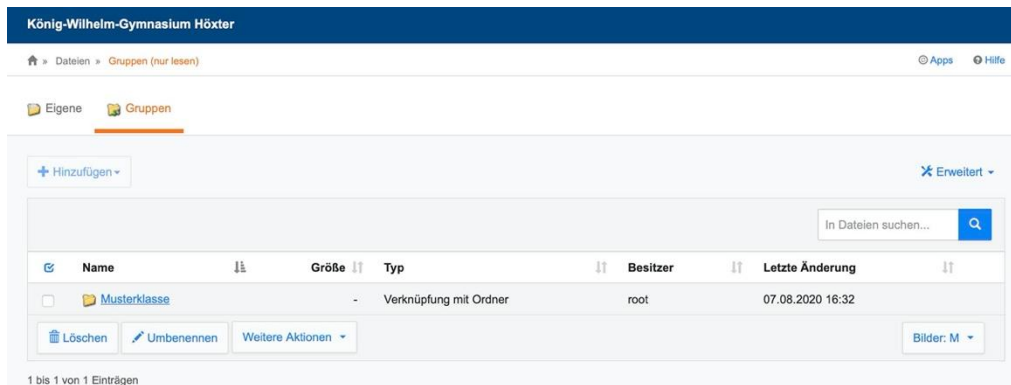 König-Wilhelm-Gymnasium Höxter
» Dateien » Gruppen (nur lesen) Apps Hilfe
Eigene Gruppen
Hinzufügen Erweitert
In Dateien suchen...
Name Größe Typ Besitzer Letzte Änderung
Musterklasse - Verknüpfung mit Ordner root 07.08.2020 16:32
Löschen Umbenennen Weitere Aktionen Bilder: M
1 bis 1 von 1 Einträgen